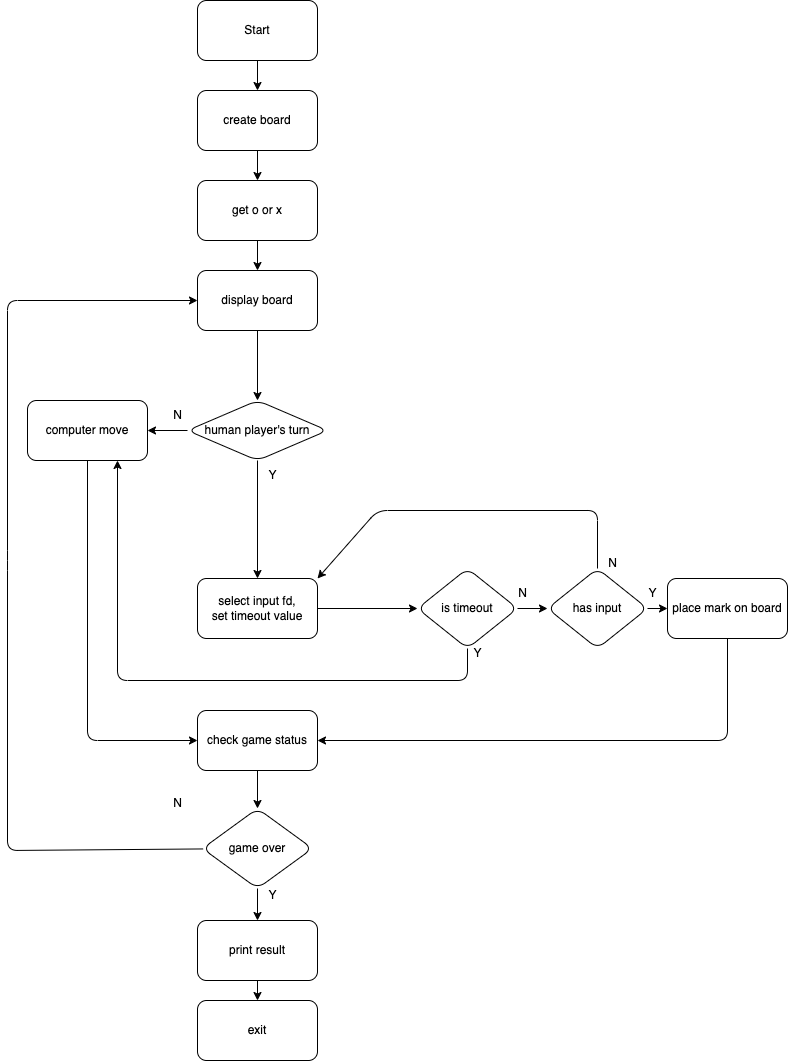 Start
create board
get o or x
display board
computer move
N
human player's turn
Y
select input fd,
set timeout value
is timeout
N
Y
has input
N
Y
place mark on board
check game status
N
game over
Y
print result
exit